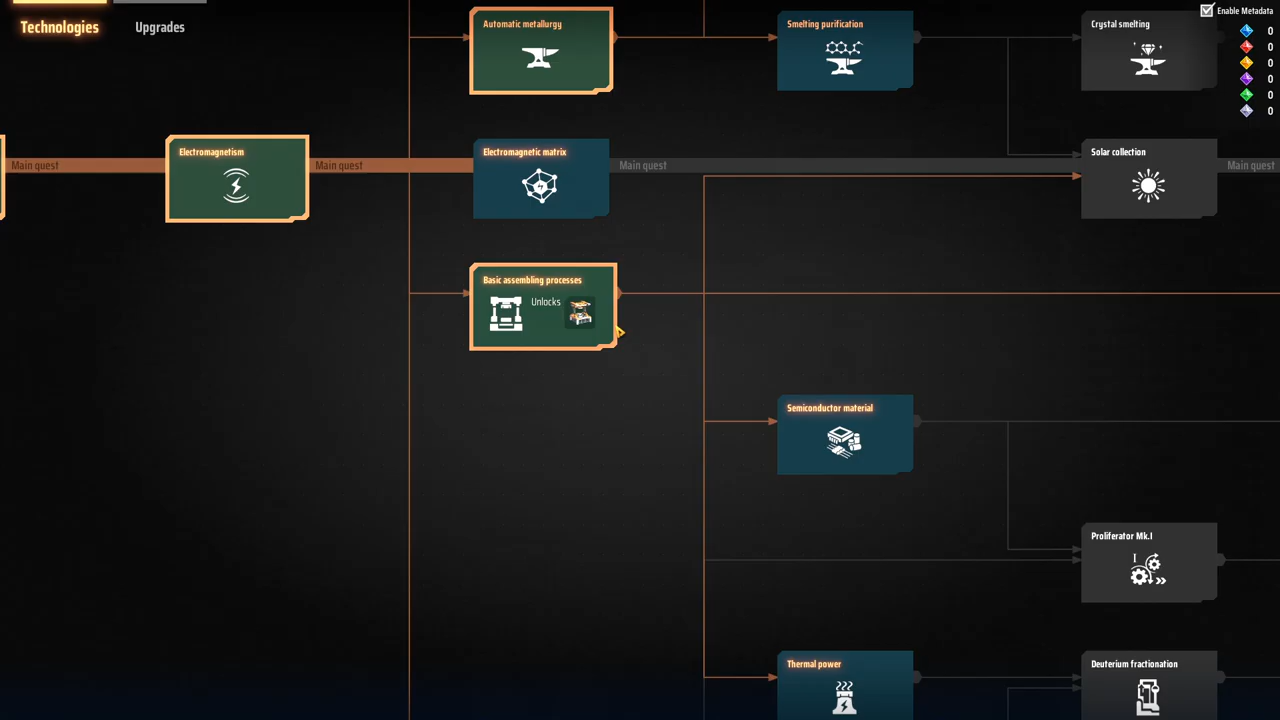 Technologies
Upgrades
Enable Metadata
0
0
0
0
0
0
Automatic metallurgy
Smelting purification
Crystal smelting
Main quest
Electromagnetism
Main quest
Electromagnetic matrix
Main quest
Solar collection
Main quest
Basic assembling processes
Unlocks
Semiconductor material
Proliferator Mk.I
I
Thermal power
Deuterium fractionation